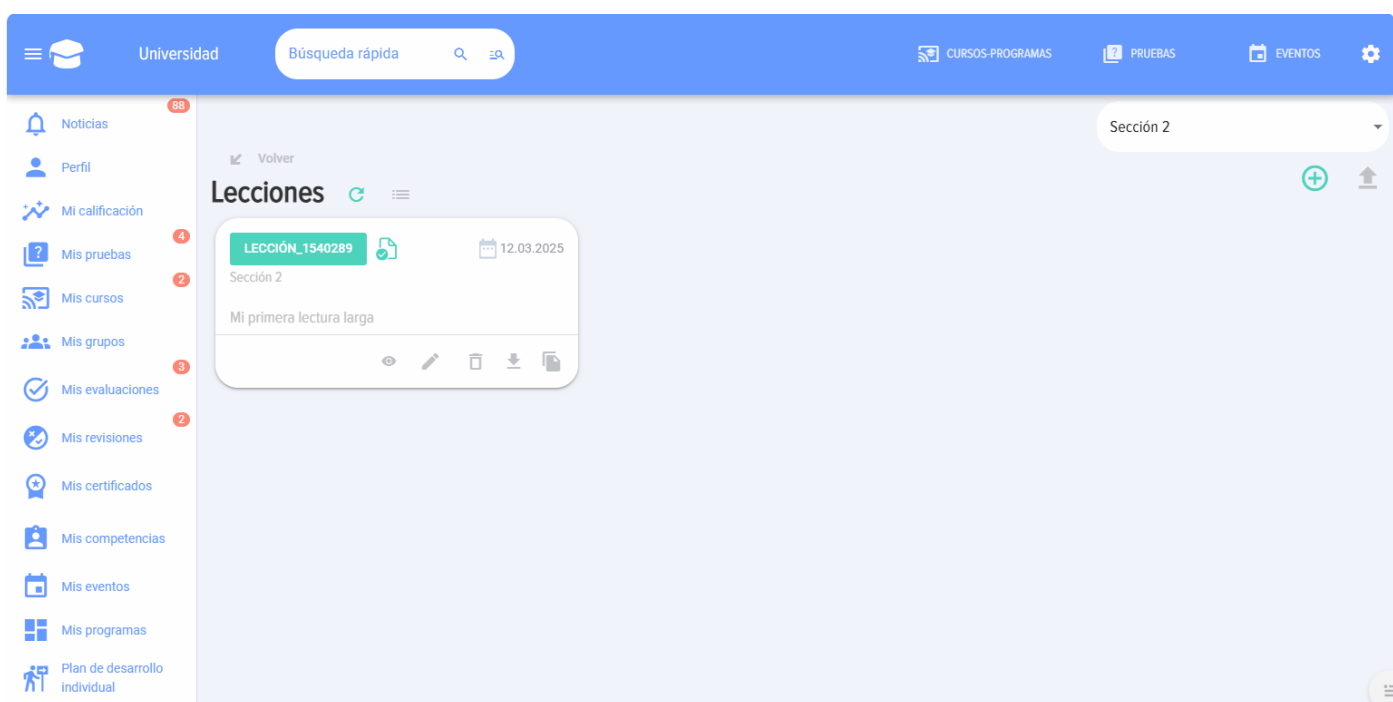 Universidad
Búsqueda rápida
CURSOS-PROGRAMAS
PRUEBAS
EVENTOS
88
Noticias
Perfil
Mi calificación
4
Mis pruebas
2
Mis cursos
Mis grupos
3
Mis evaluaciones
2
Mis revisiones
Mis certificados
Mis competencias
Mis eventos
Mis programas
Plan de desarrollo
individual
Sección 2
Volver
Lecciones
LECCIÓN_1540289
12.03.2025
Sección 2
Mi primera lectura larga